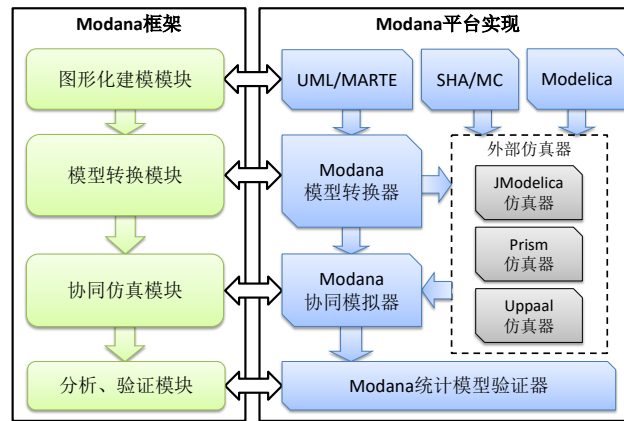 Modana框架
Modana平台实现
图形化建模模块
UML/MARTE
SHA/MC
Modelica
外部仿真器
模型转换模块
Modana
模型转换器
JModelica
仿真器
Prism
仿真器
协同仿真模块
Modana
协同模拟器
Uppaal
仿真器
分析、验证模块
Modana统计模型验证器